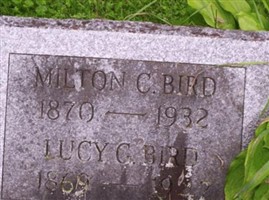 MILTON C. BIRD
1870 — 1932
LUCY C. BIRD